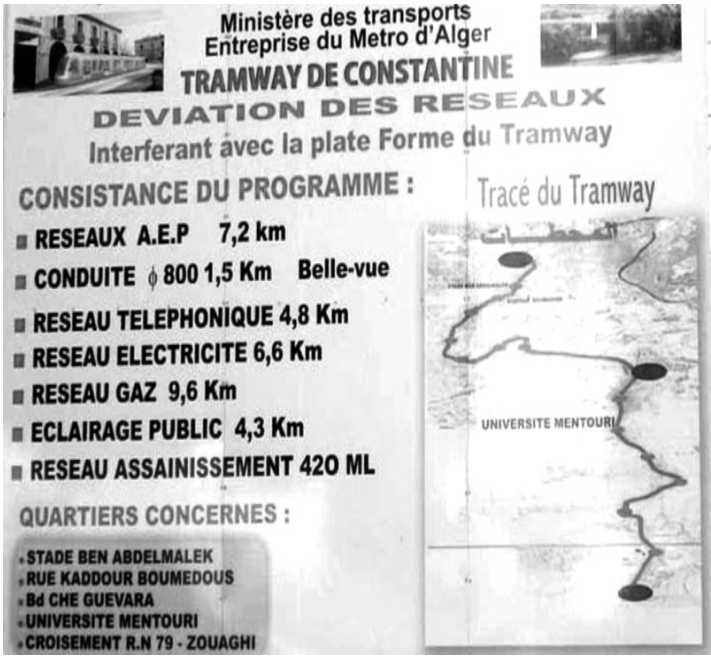 Ministère des transports
Entreprise du Metro d'Alger
TRAMWAY DE CONSTANTINE
DEVIATION DES RESEAUX
Interferant avec la plate Forme du Tramway
CONSISTANCE DU PROGRAMME :
RESEAUX A.E.P 7,2 km
CONDUITE ϕ 800 1,5 Km Belle-vue
RESEAU TELEPHONIQUE 4,8 Km
RESEAU ELECTRICITE 6,6 Km
RESEAU GAZ 9,6 Km
ECLAIRAGE PUBLIC 4,3 Km
RESEAU ASSAINISSEMENT 420 ML
QUARTIERS CONCERNES :
STADE BEN ABDELMALEK
RUE KADDOUR BOUMEDOUS
Bd CHE GUEVARA
UNIVERSITE MENTOURI
CROISEMENT R.N 79 - ZOUAGHI
Tracé du Tramway
UNIVERSITE MENTOURI